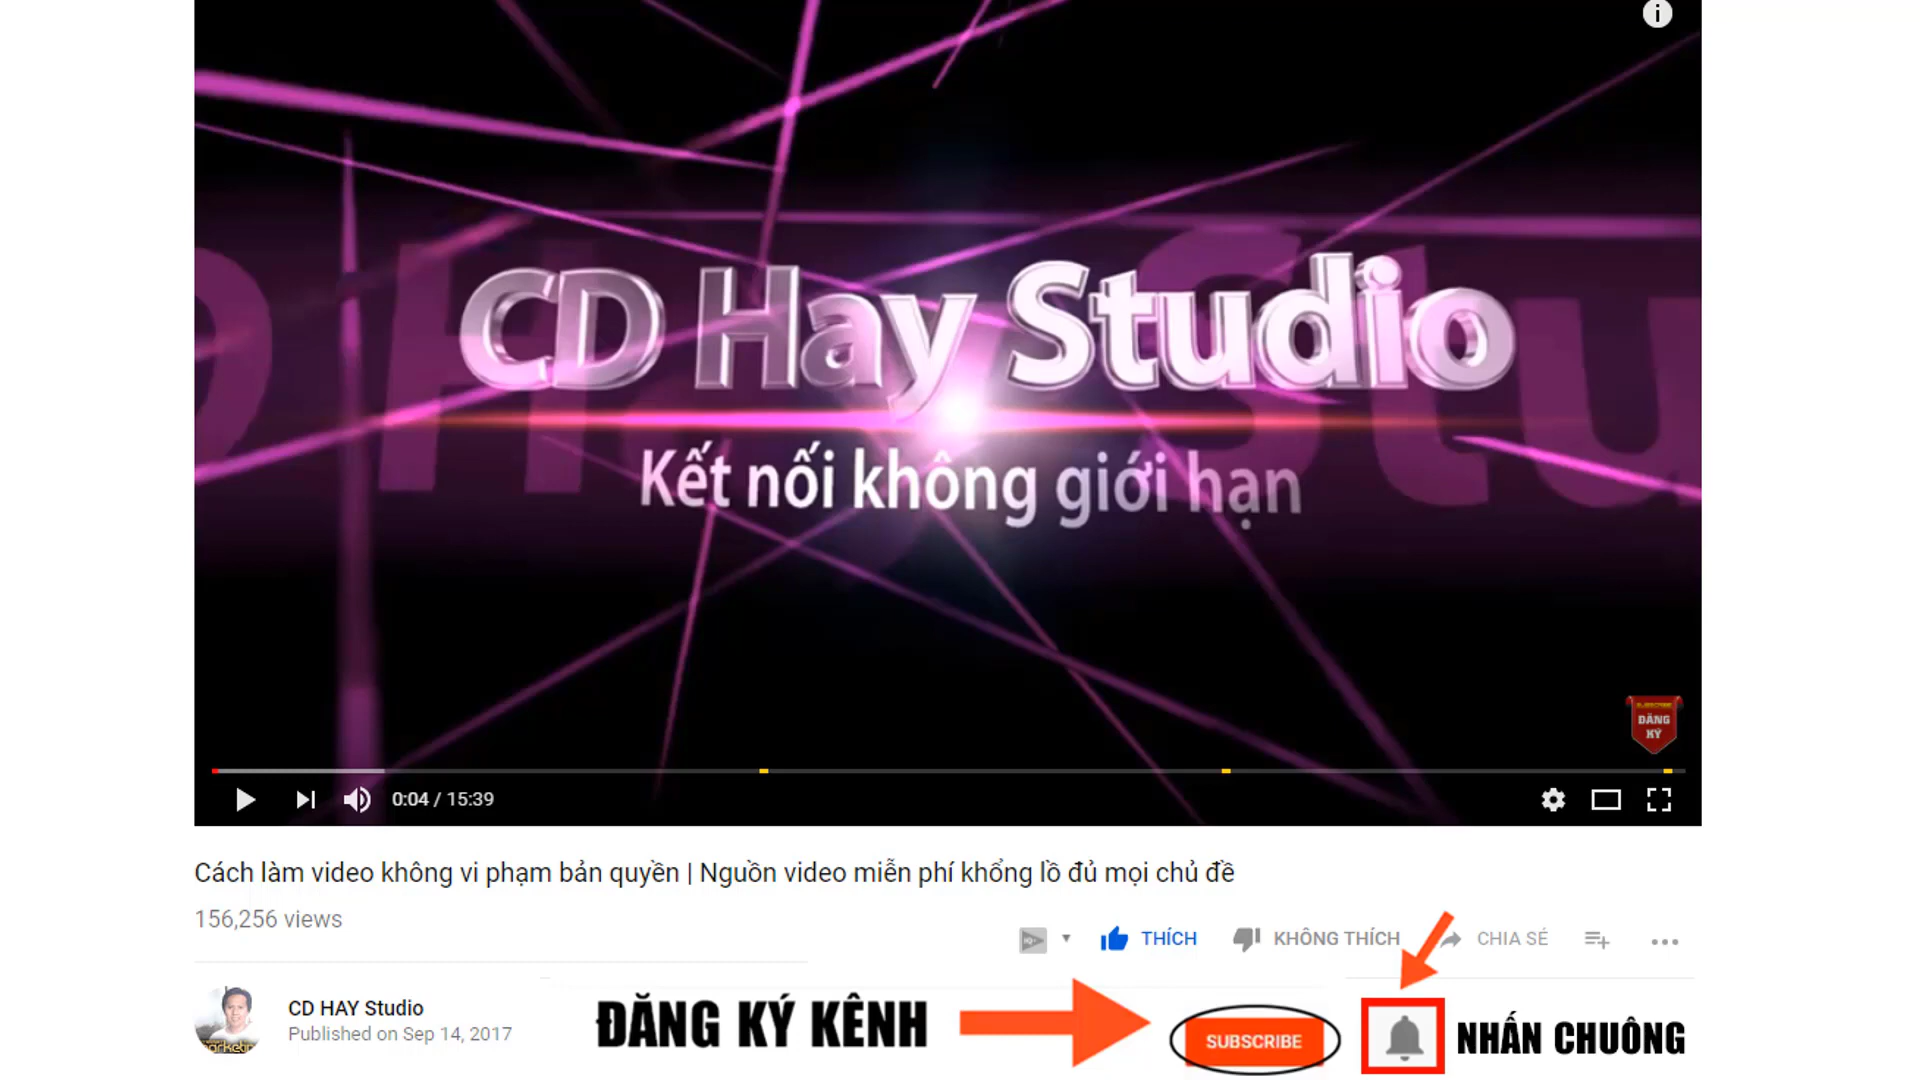 CD Hay Studio
Kết nối không giới hạn
ĐĂNG
KÝ
0:04 / 15:39
Cách làm video không vi phạm bản quyền | Nguồn video miễn phí khổng lồ đủ mọi chủ đề
156,256 views
THÍCH
KHÔNG THÍCH
CHIA SẺ
CD HAY Studio
Published on Sep 14, 2017
ĐĂNG KÝ KÊNH
SUBSCRIBE
NHẤN CHUÔNG